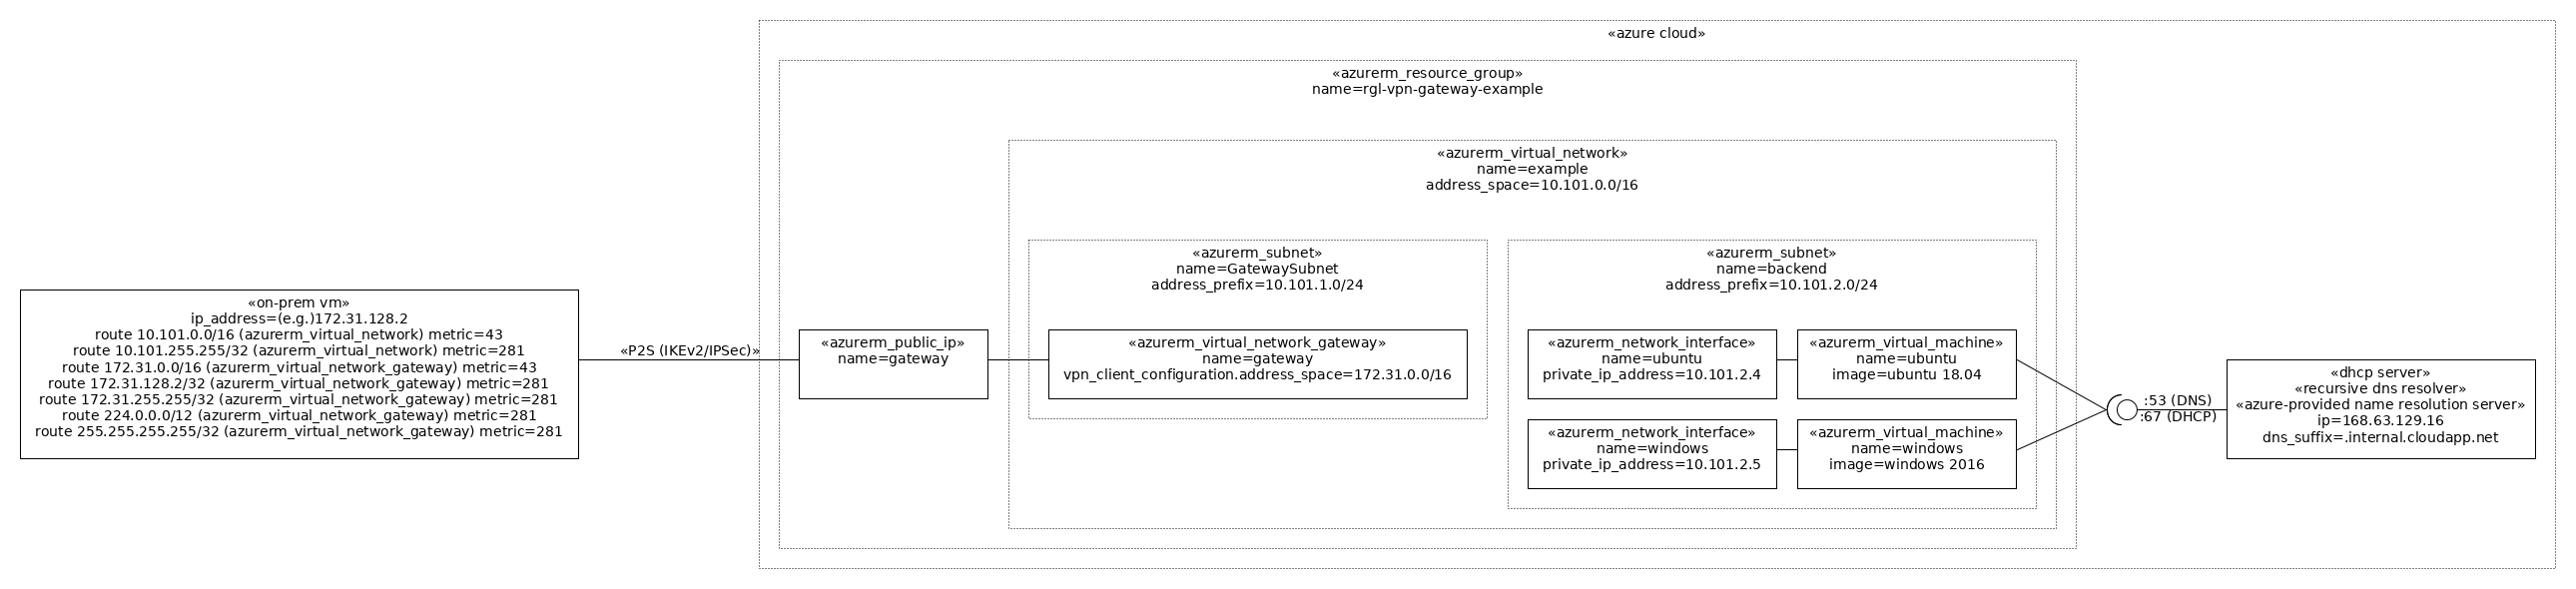 «azure cloud»
«azurerm_resource_group»
name=rgl-vpn-gateway-example
«azurerm_virtual_network»
name=example
address_space=10.101.0.0/16
«azurerm_subnet»
name=GatewaySubnet
address_prefix=10.101.1.0/24
«azurerm_subnet»
name=backend
address_prefix=10.101.2.0/24
«on-prem vm»
ip_address=(e.g.)172.31.128.2
route 10.101.0.0/16 (azurerm_virtual_network) metric=43
route 10.101.255.255/32 (azurerm_virtual_network) metric=281
route 172.31.0.0/16 (azurerm_virtual_network_gateway) metric=43
route 172.31.128.2/32 (azurerm_virtual_network_gateway) metric=281
route 172.31.255.255/32 (azurerm_virtual_network_gateway) metric=281
route 224.0.0.0/12 (azurerm_virtual_network_gateway) metric=281
route 255.255.255.255/32 (azurerm_virtual_network_gateway) metric=281
«P2S (IKEv2/IPSec)»
«azurerm_public_ip»
name=gateway
«azurerm_virtual_network_gateway»
name=gateway
vpn_client_configuration.address_space=172.31.0.0/16
«azurerm_network_interface»
name=ubuntu
private_ip_address=10.101.2.4
«azurerm_virtual_machine»
name=ubuntu
image=ubuntu 18.04
«azurerm_network_interface»
name=windows
private_ip_address=10.101.2.5
«azurerm_virtual_machine»
name=windows
image=windows 2016
:53 (DNS)
:67 (DHCP)
«dhcp server»
«recursive dns resolver»
«azure-provided name resolution server»
ip=168.63.129.16
dns_suffix=.internal.cloudapp.net